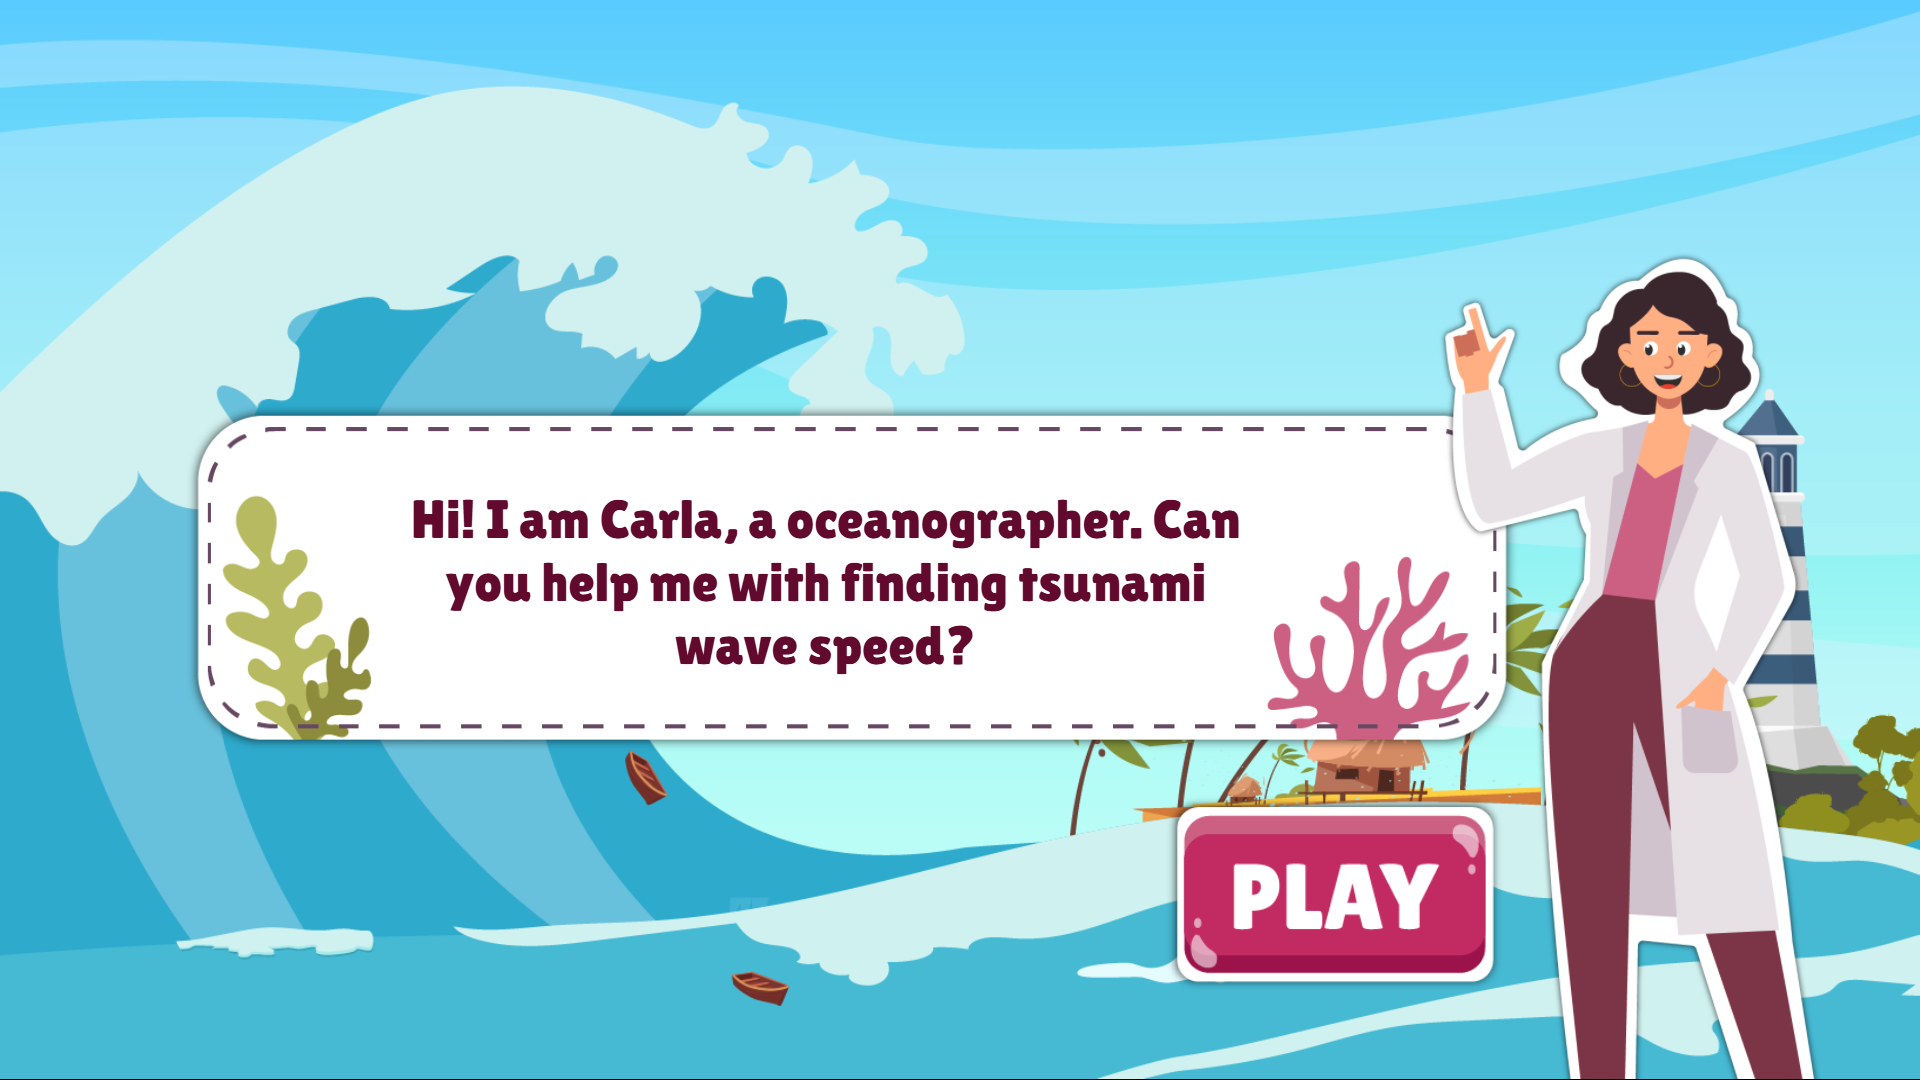 Hi! I am Carla, a oceanographer. Can
you help me with finding tsunami
wave speed?
PLAY